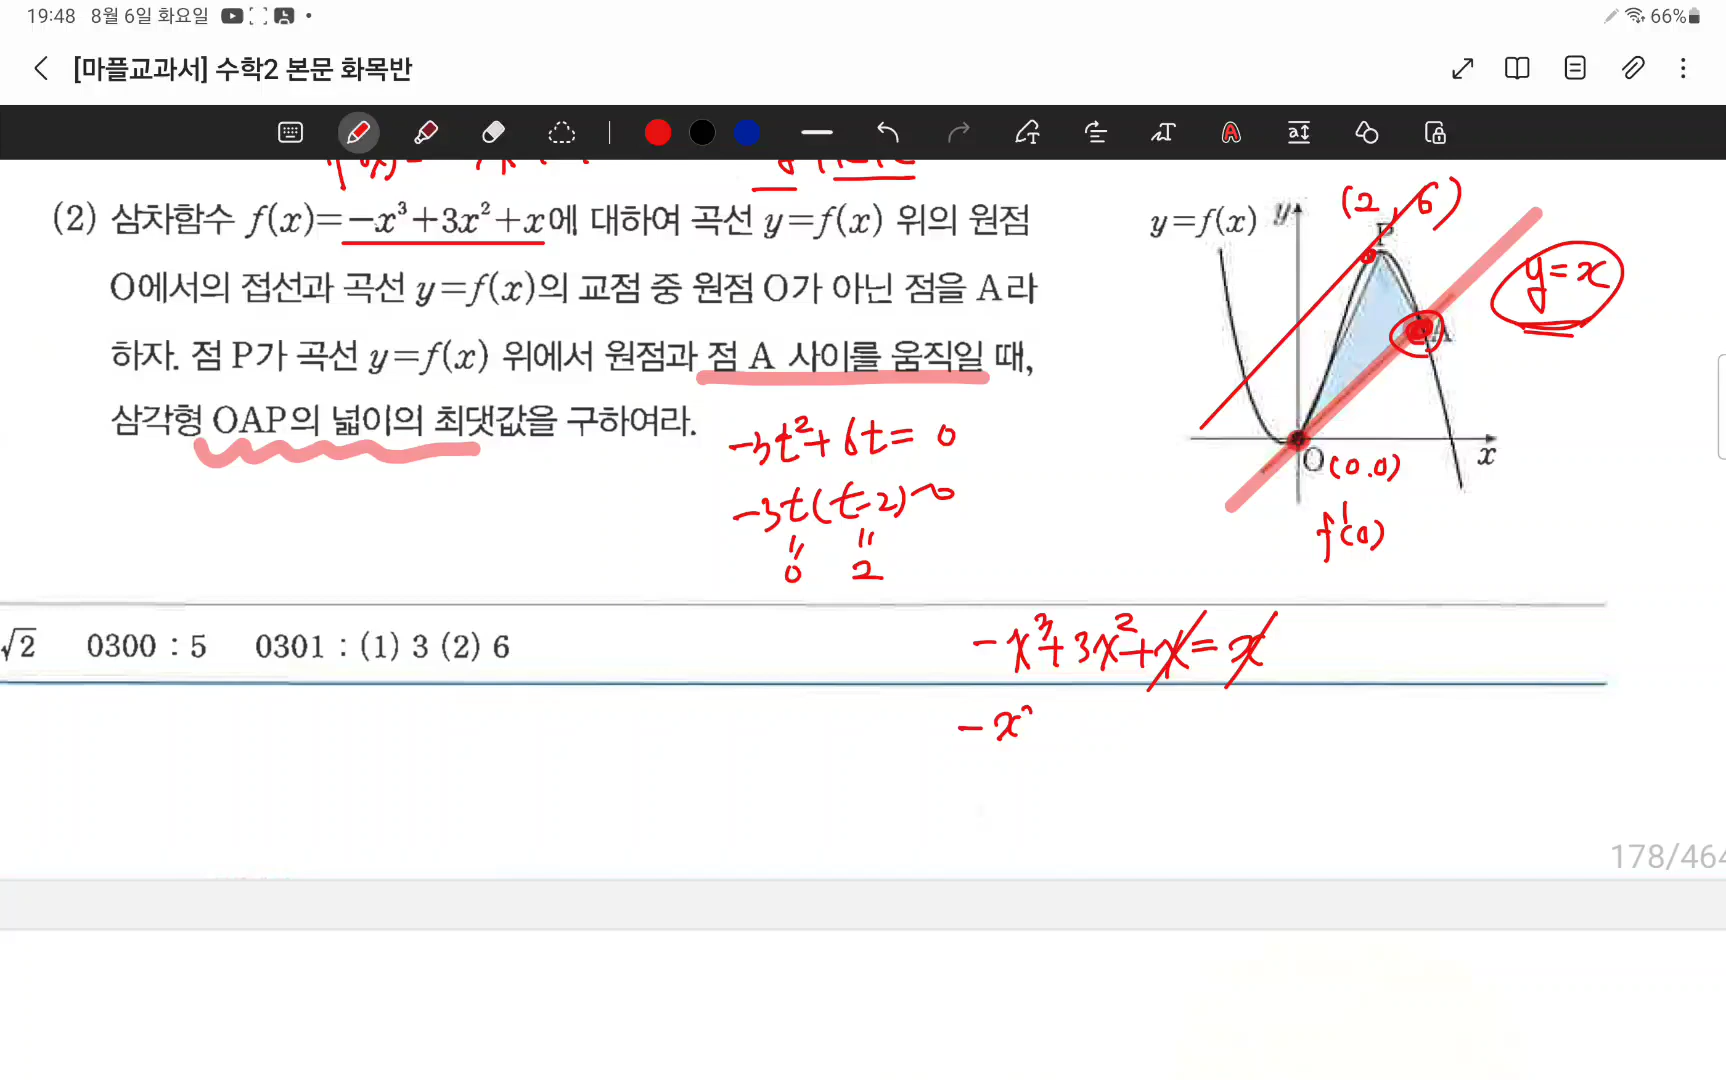 19:48 8월 6일 화요일
66%
[마플교과서] 수학2 본문 화목반
(2) 삼차함수 f(x)=−x³+3x²+x에 대하여 곡선 y=f(x) 위의 원점
O에서의 접선과 곡선 y=f(x)의 교점 중 원점 O가 아닌 점을 A라
하자. 점 P가 곡선 y=f(x) 위에서 원점과 점 A 사이를 움직일 때,
삼각형 OAP의 넓이의 최댓값을 구하여라.
y=f(x) y
(2, 6)
P
y=x
A
O (0.0)
x
f'(0)
−3t²+6t=0
−3t(t−2)=0
0 2
√2 0300 : 5 0301 : (1) 3 (2) 6
−x³+3x²+x=x
−x
178/464